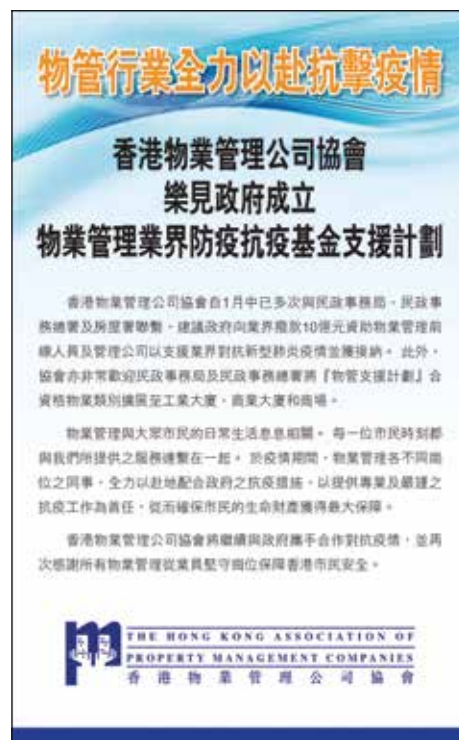 物管行業全力以赴抗擊疫情
香港物業管理公司協會
樂見政府成立
物業管理業界防疫抗疫基金支援計劃
香港物業管理公司協會自1月中已多次與民政事務局、民政事
務總署及房屋署聯繫，建議政府向業界撥款10億元資助物業管理前
線人員及管理公司以支援業界對抗新型肺炎疫情並獲接納。此外，
協會亦非常歡迎民政事務局及民政事務總署將『物管支援計劃』合
資格物業類別擴展至工業大廈、商業大廈和商場。
物業管理與大眾市民的日常生活息息相關。每一位市民時刻都
與我們所提供之服務連繫在一起。於疫情期間，物業管理各不同崗
位之同事，全力以赴地配合政府之抗疫措施，以提供專業及嚴謹之
抗疫工作為首任，從而確保市民的生命財產獲得最大保障。
香港物業管理公司協會將繼續與政府攜手合作對抗疫情，並再
次感謝所有物業管理從業員堅守崗位保障香港市民安全。
THE HONG KONG ASSOCIATION OF
PROPERTY MANAGEMENT COMPANIES
香港物業管理公司協會